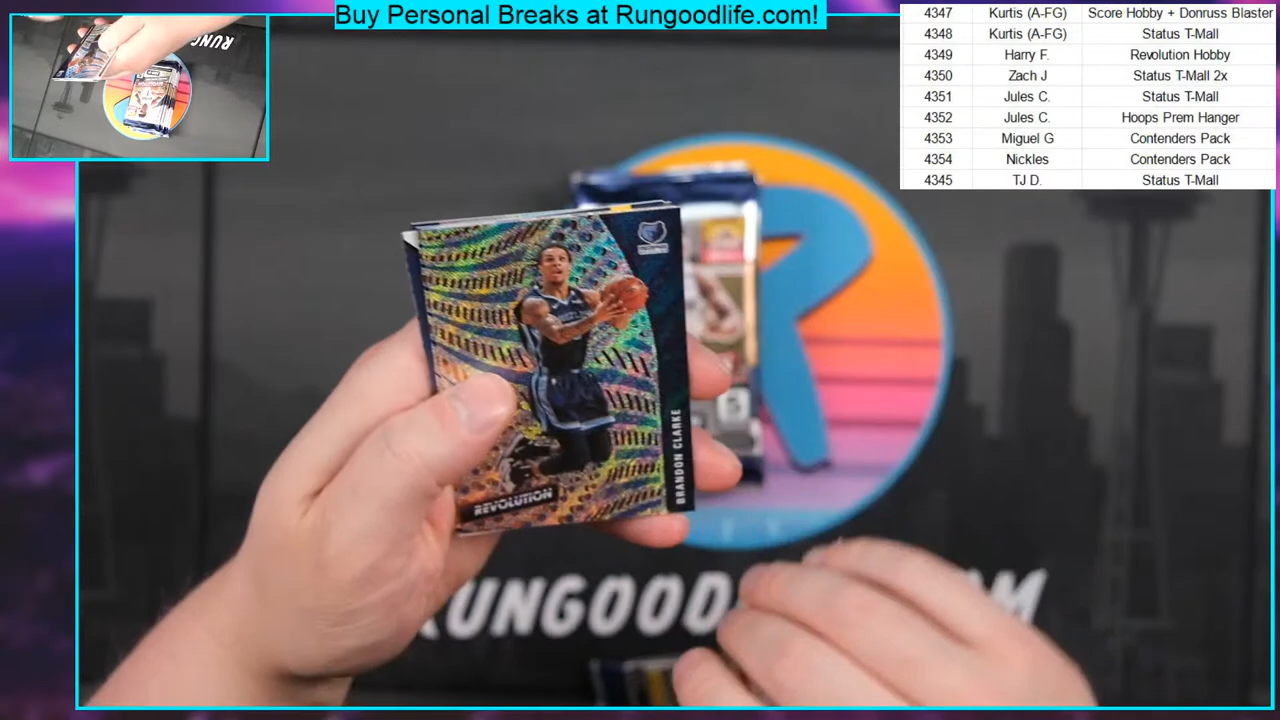 Buy Personal Breaks at Rungoodlife.com!
4347 Kurtis (A-FG) Score Hobby + Donruss Blaster
4348 Kurtis (A-FG) Status T-Mall
4349 Harry F. Revolution Hobby
4350 Zach J Status T-Mall 2x
4351 Jules C. Status T-Mall
4352 Jules C. Hoops Prem Hanger
4353 Miguel G Contenders Pack
4354 Nickles Contenders Pack
4345 TJ D. Status T-Mall
BRANDON CLARKE
REVOLUTION